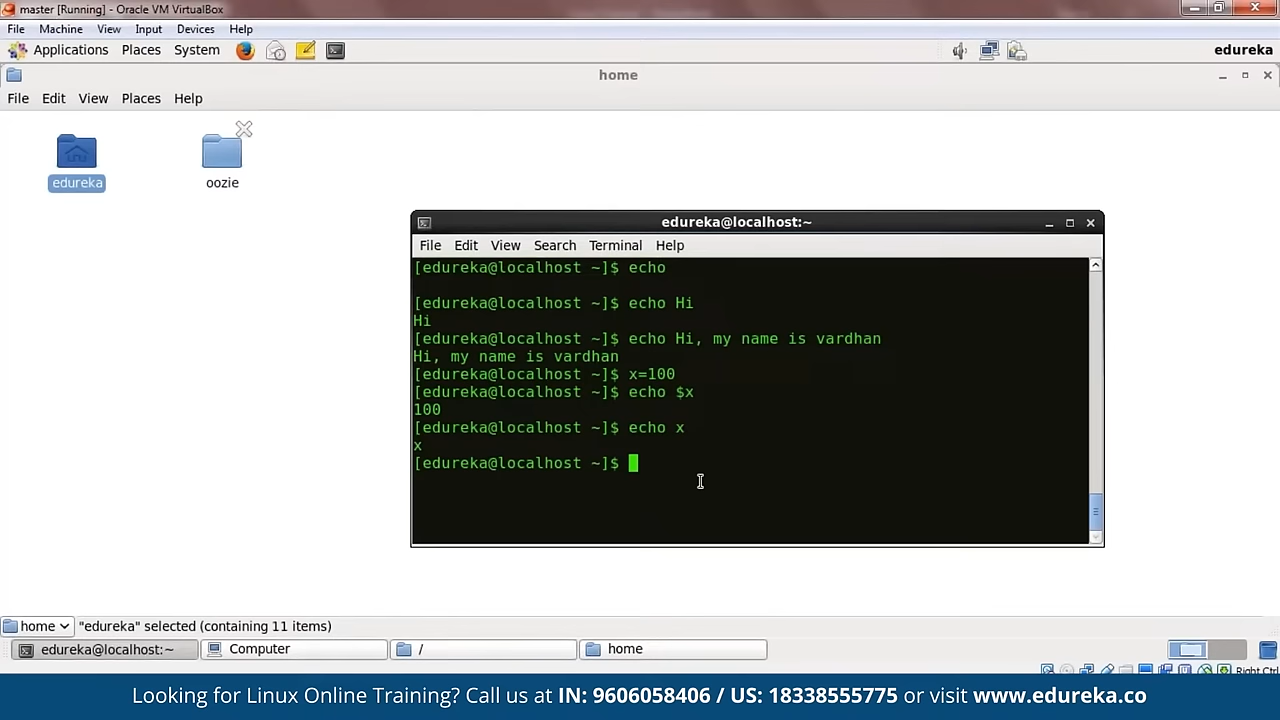 master [Running] - Oracle VM VirtualBox
File Machine View Input Devices Help
Applications Places System edureka
home
File Edit View Places Help
edureka oozie
edureka@localhost:~
File Edit View Search Terminal Help
[edureka@localhost ~]$ echo
[edureka@localhost ~]$ echo Hi
Hi
[edureka@localhost ~]$ echo Hi, my name is vardhan
Hi, my name is vardhan
[edureka@localhost ~]$ x=100
[edureka@localhost ~]$ echo $x
100
[edureka@localhost ~]$ echo x
x
[edureka@localhost ~]$
home "edureka" selected (containing 11 items)
edureka@localhost:~ Computer / home
Right Ctrl
Looking for Linux Online Training? Call us at IN: 9606058406 / US: 18338555775 or visit www.edureka.co